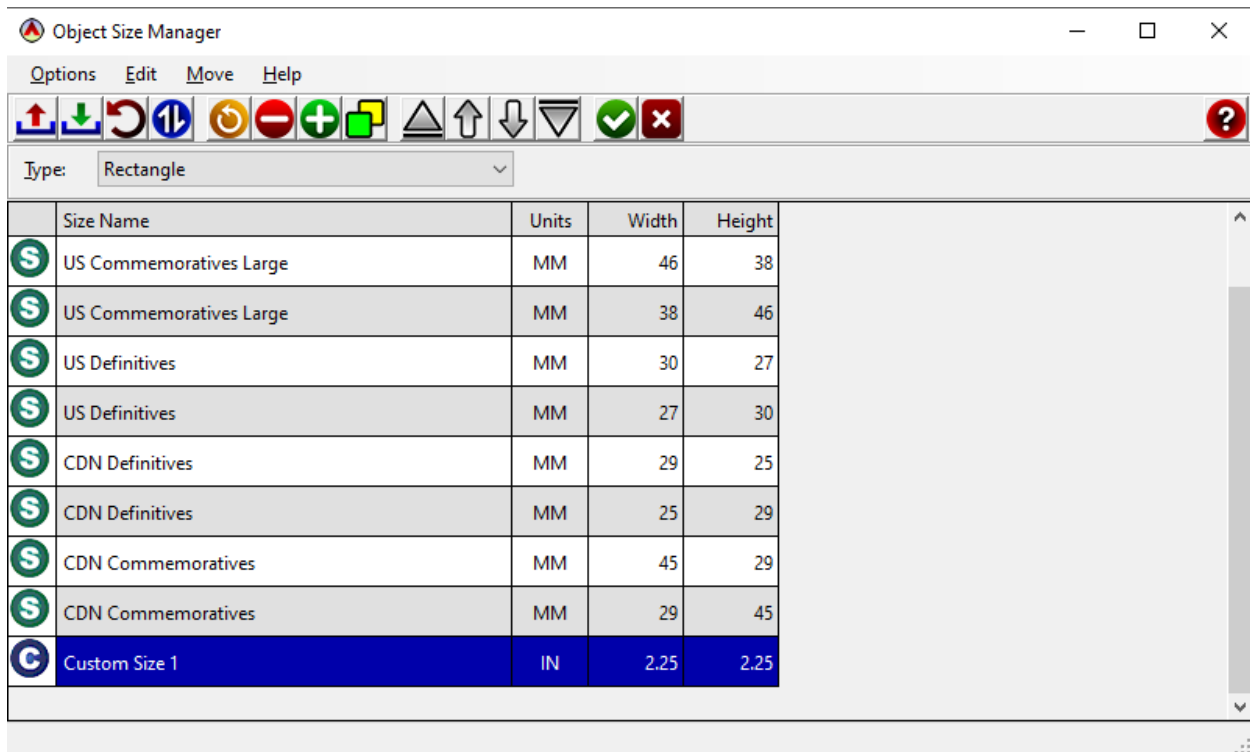 Object Size Manager
Options Edit Move Help
Type: Rectangle
Size Name Units Width Height
S US Commemoratives Large MM 46 38
S US Commemoratives Large MM 38 46
S US Definitives MM 30 27
S US Definitives MM 27 30
S CDN Definitives MM 29 25
S CDN Definitives MM 25 29
S CDN Commemoratives MM 45 29
S CDN Commemoratives MM 29 45
C Custom Size 1 IN 2.25 2.25